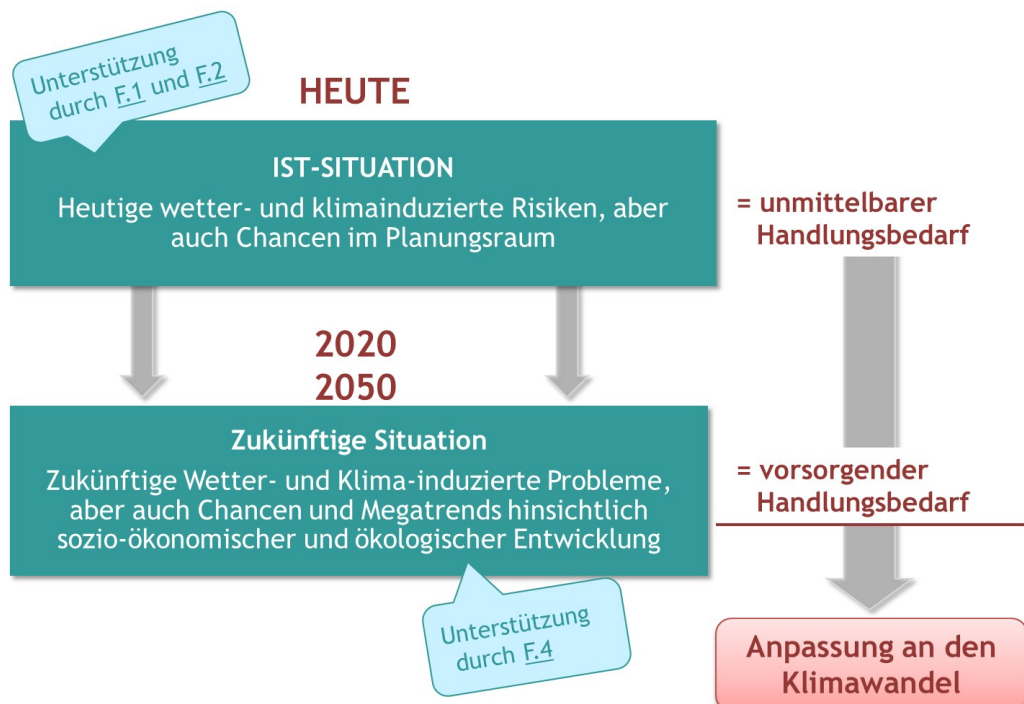 Unterstützung
durch F.1 und F.2
HEUTE
IST-SITUATION
Heutige wetter- und klimainduzierte Risiken, aber
auch Chancen im Planungsraum
= unmittelbarer
Handlungsbedarf
2020
2050
Zukünftige Situation
Zukünftige Wetter- und Klima-induzierte Probleme,
aber auch Chancen und Megatrends hinsichtlich
sozio-ökonomischer und ökologischer Entwicklung
= vorsorgender
Handlungsbedarf
Unterstützung
durch F.4
Anpassung an den
Klimawandel